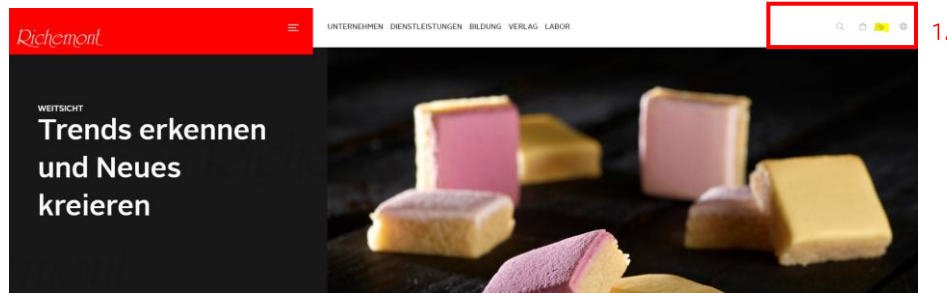 Richemont
UNTERNEHMEN DIENSTLEISTUNGEN BILDUNG VERLAG LABOR
1.
WEITSICHT
Trends erkennen
und Neues
kreieren